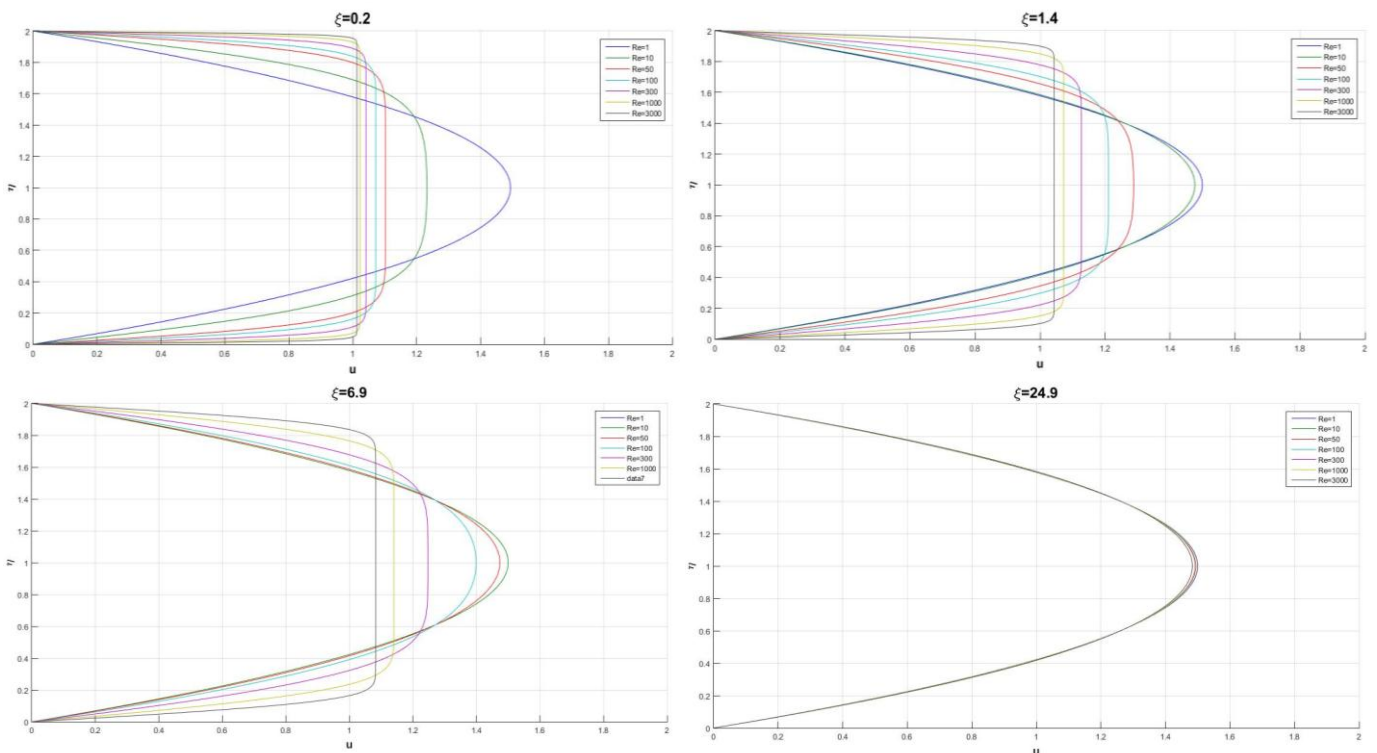 ξ=0.2
2
1.8
1.6
1.4
1.2
1
0.8
0.6
0.4
0.2
0
η
0 0.2 0.4 0.6 0.8 1 1.2 1.4 1.6 1.8 2
u
Re=1
Re=10
Re=50
Re=100
Re=300
Re=1000
Re=3000
ξ=1.4
2
1.8
1.6
1.4
1.2
1
0.8
0.6
0.4
0.2
0
η
0 0.2 0.4 0.6 0.8 1 1.2 1.4 1.6 1.8 2
u
Re=1
Re=10
Re=50
Re=100
Re=300
Re=1000
Re=3000
ξ=6.9
2
1.8
1.6
1.4
1.2
1
0.8
0.6
0.4
0.2
0
η
0 0.2 0.4 0.6 0.8 1 1.2 1.4 1.6 1.8 2
u
Re=1
Re=10
Re=50
Re=100
Re=300
Re=1000
data7
ξ=24.9
2
1.8
1.6
1.4
1.2
1
0.8
0.6
0.4
0.2
0
η
0 0.2 0.4 0.6 0.8 1 1.2 1.4 1.6 1.8 2
u
Re=1
Re=10
Re=50
Re=100
Re=300
Re=1000
Re=3000